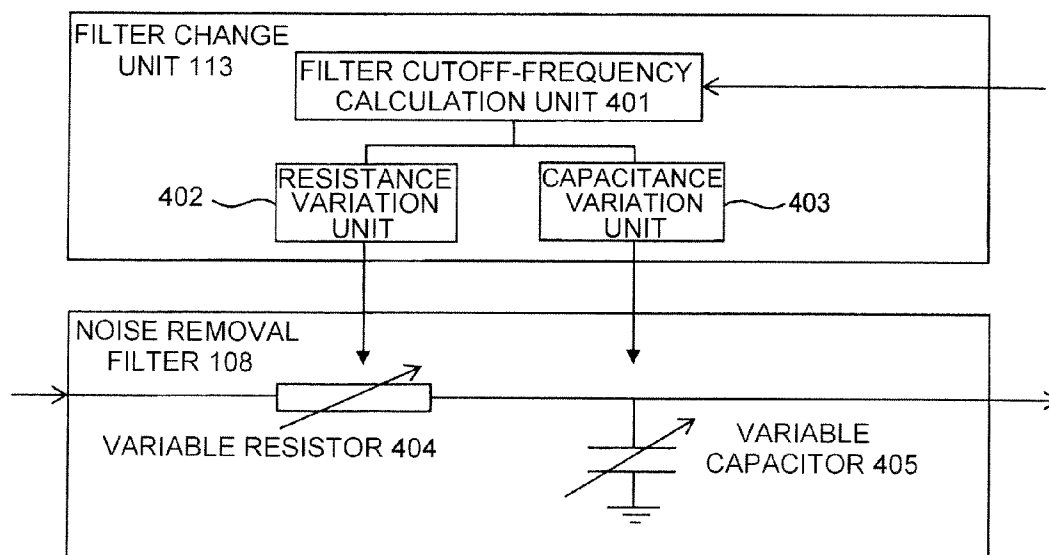 FILTER CHANGE
UNIT 113
FILTER CUTOFF-FREQUENCY
CALCULATION UNIT 401
402
RESISTANCE
VARIATION
UNIT
CAPACITANCE
VARIATION
UNIT
403
NOISE REMOVAL
FILTER 108
VARIABLE RESISTOR 404
VARIABLE
CAPACITOR 405